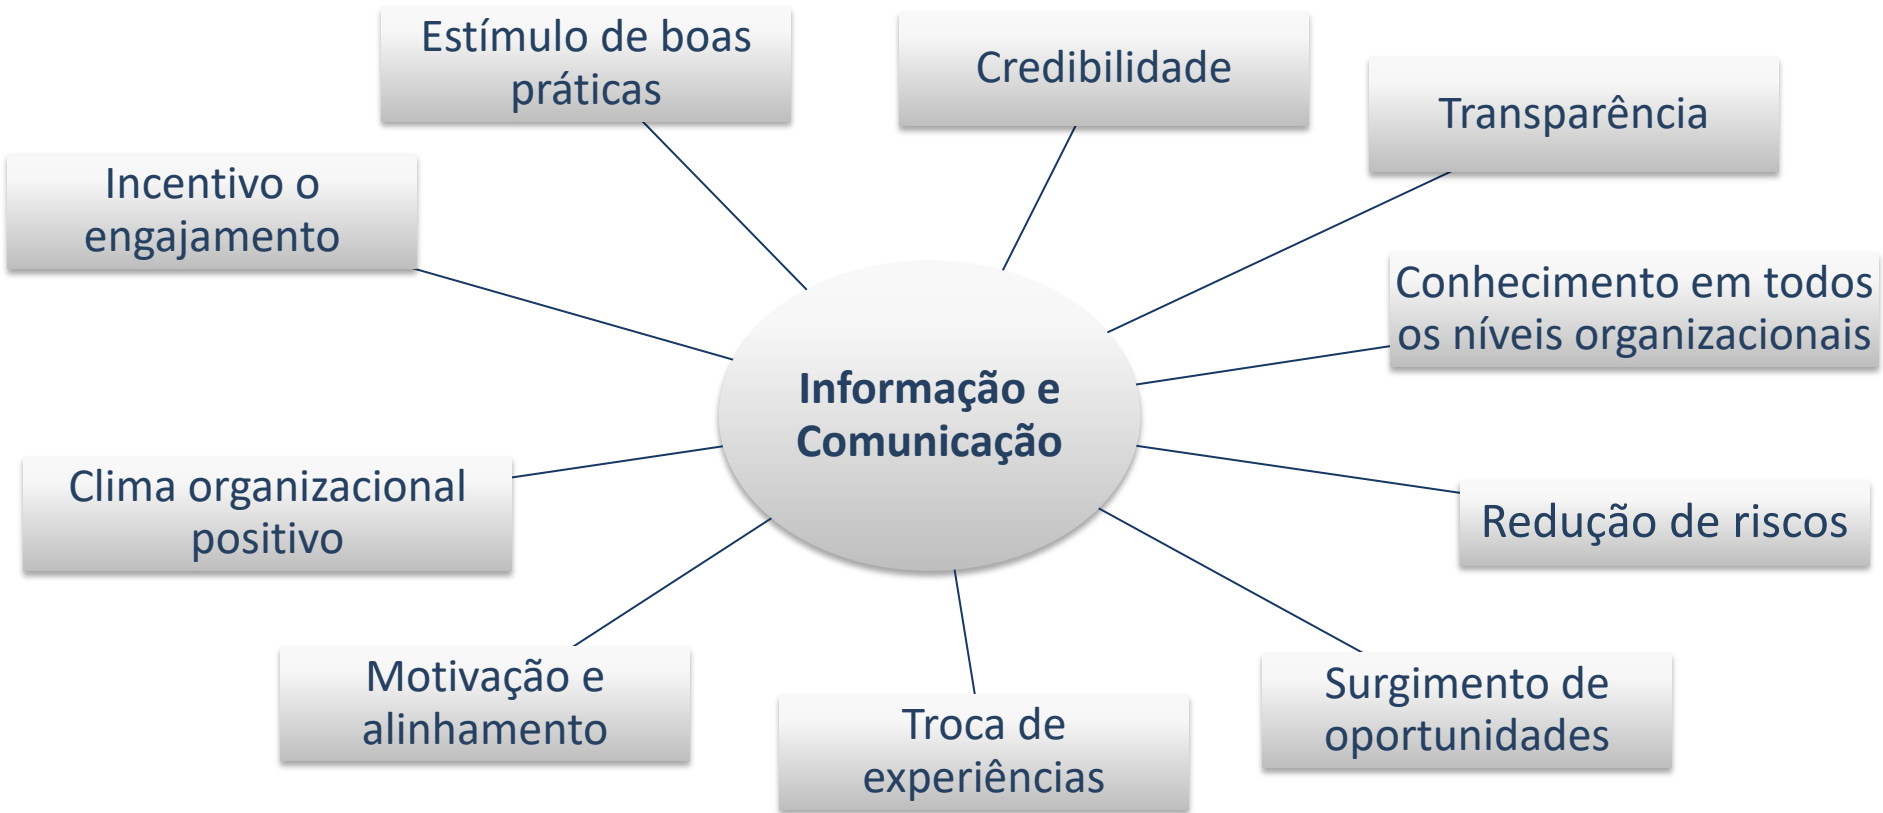 Estímulo de boas
práticas
Credibilidade
Transparência
Incentivo o
engajamento
Conhecimento em todos
os níveis organizacionais
Informação e
Comunicação
Clima organizacional
positivo
Redução de riscos
Motivação e
alinhamento
Troca de
experiências
Surgimento de
oportunidades